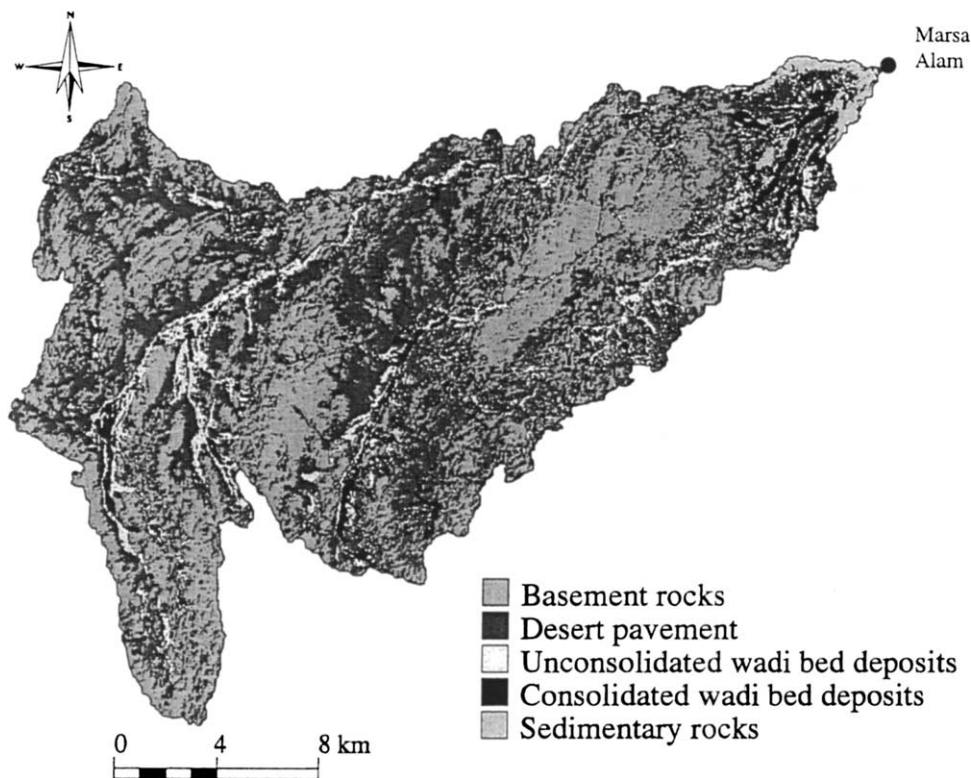 N
Marsa
Alam
W E
S
Basement rocks
Desert pavement
Unconsolidated wadi bed deposits
Consolidated wadi bed deposits
Sedimentary rocks
0 4 8 km